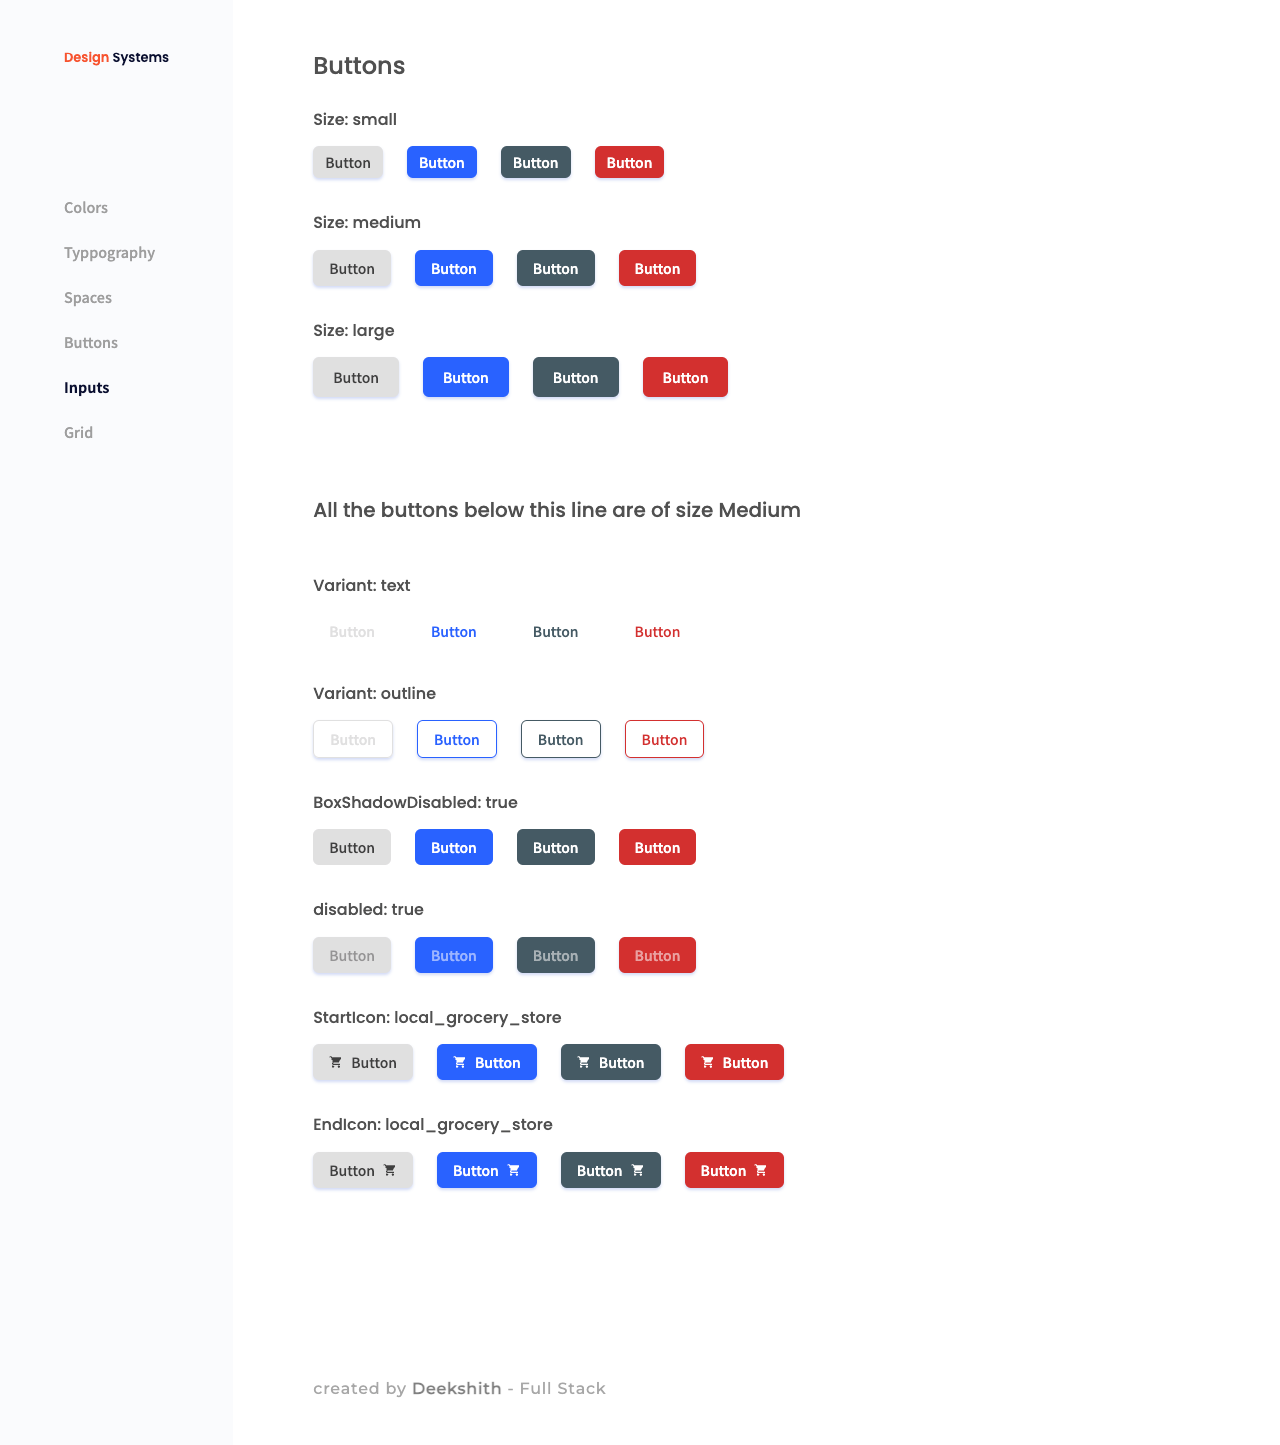 Design Systems
Colors
Typpography
Spaces
Buttons
Inputs
Grid
Buttons
Size: small
Button Button Button Button
Size: medium
Button Button Button Button
Size: large
Button Button Button Button
All the buttons below this line are of size Medium
Variant: text
Button Button Button Button
Variant: outline
Button Button Button Button
BoxShadowDisabled: true
Button Button Button Button
disabled: true
Button Button Button Button
StartIcon: local_grocery_store
Button Button Button Button
EndIcon: local_grocery_store
Button Button Button Button
created by Deekshith - Full Stack